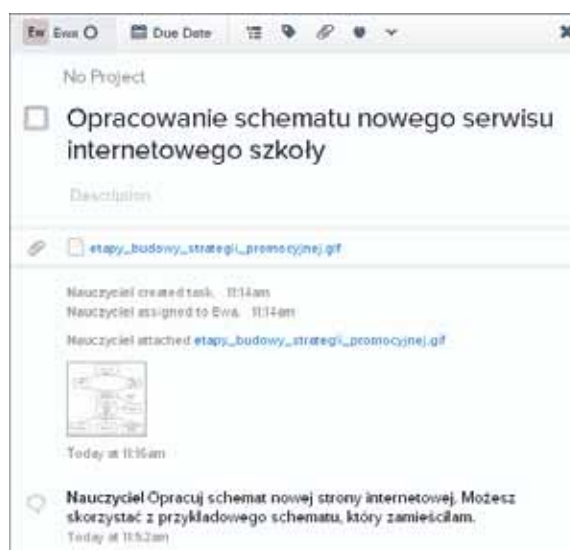 Ew Ewa Due Date
No Project
Opracowanie schematu nowego serwisu
internetowego szkoły
Description
etapy_budowy_strategii_promocyjnej.gif
Nauczyciel created task. 11:14am
Nauczyciel assigned to Ewa. 11:14am
Nauczyciel attached etapy_budowy_strategii_promocyjnej.gif
Today at 11:16am
Nauczyciel Opracuj schemat nowej strony internetowej. Możesz
skorzystać z przykładowego schematu, który zamieściłam.
Today at 11:52am